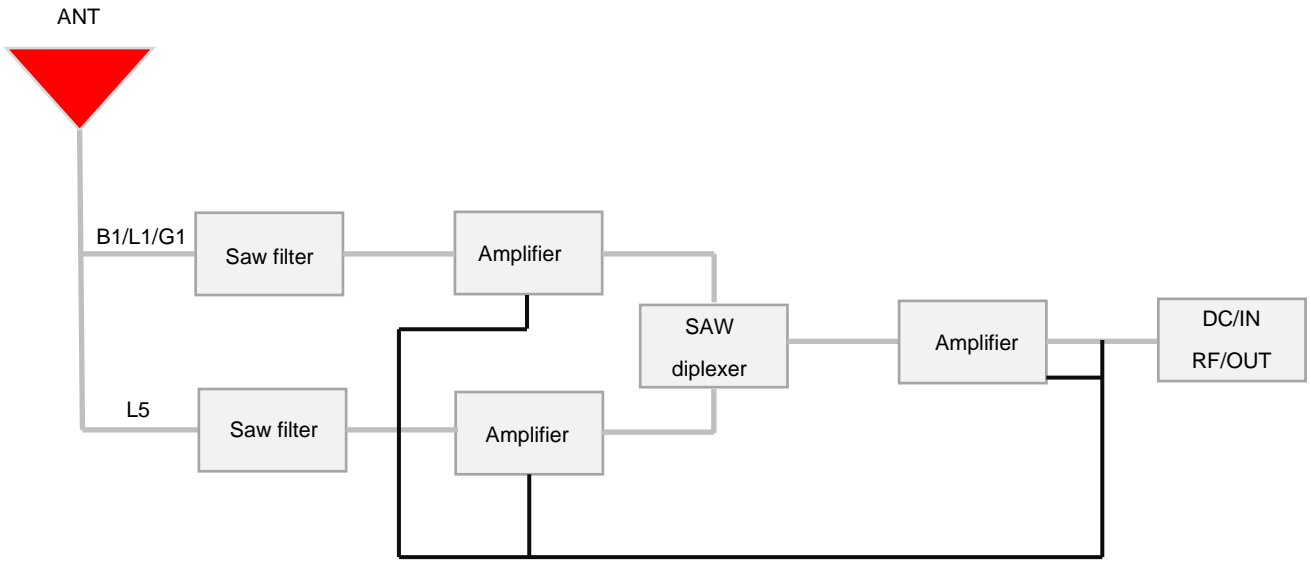 ANT
B1/L1/G1
Saw filter
Amplifier
SAW
diplexer
Amplifier
DC/IN
RF/OUT
L5
Saw filter
Amplifier